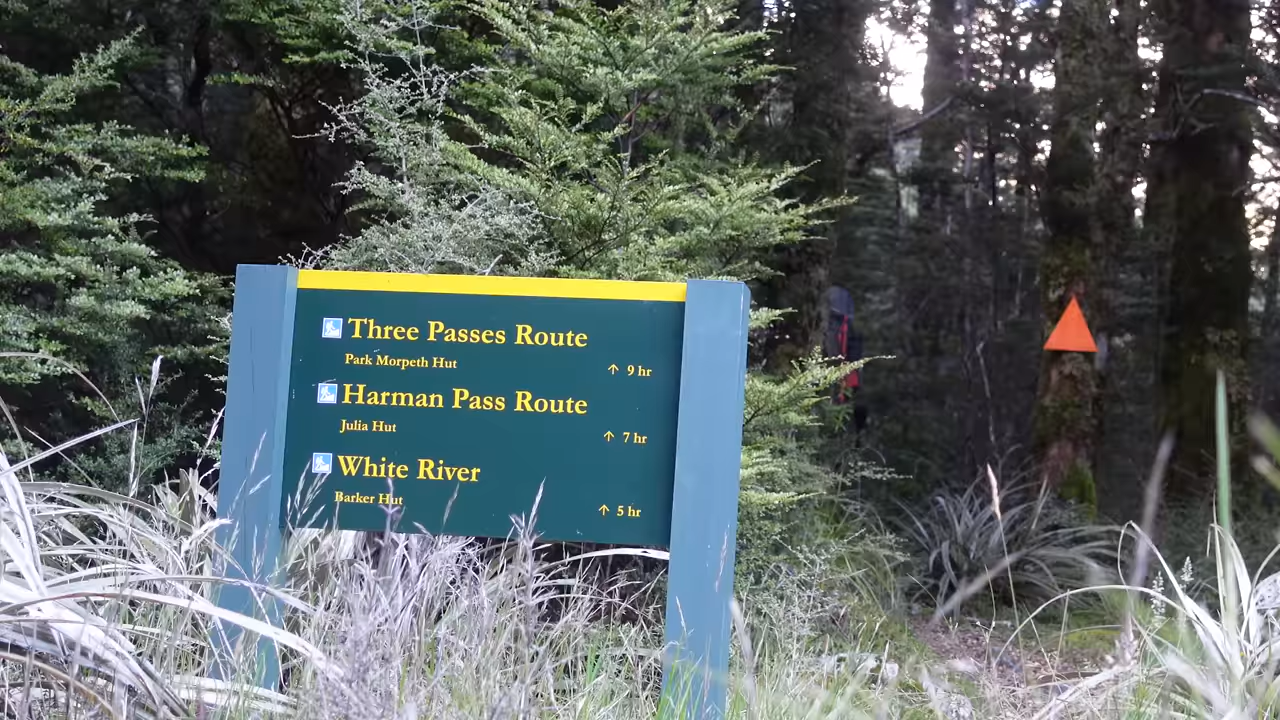 Three Passes Route
Park Morpeth Hut ↑ 9 hr
Harman Pass Route
Julia Hut ↑ 7 hr
White River
Barker Hut ↑ 5 hr